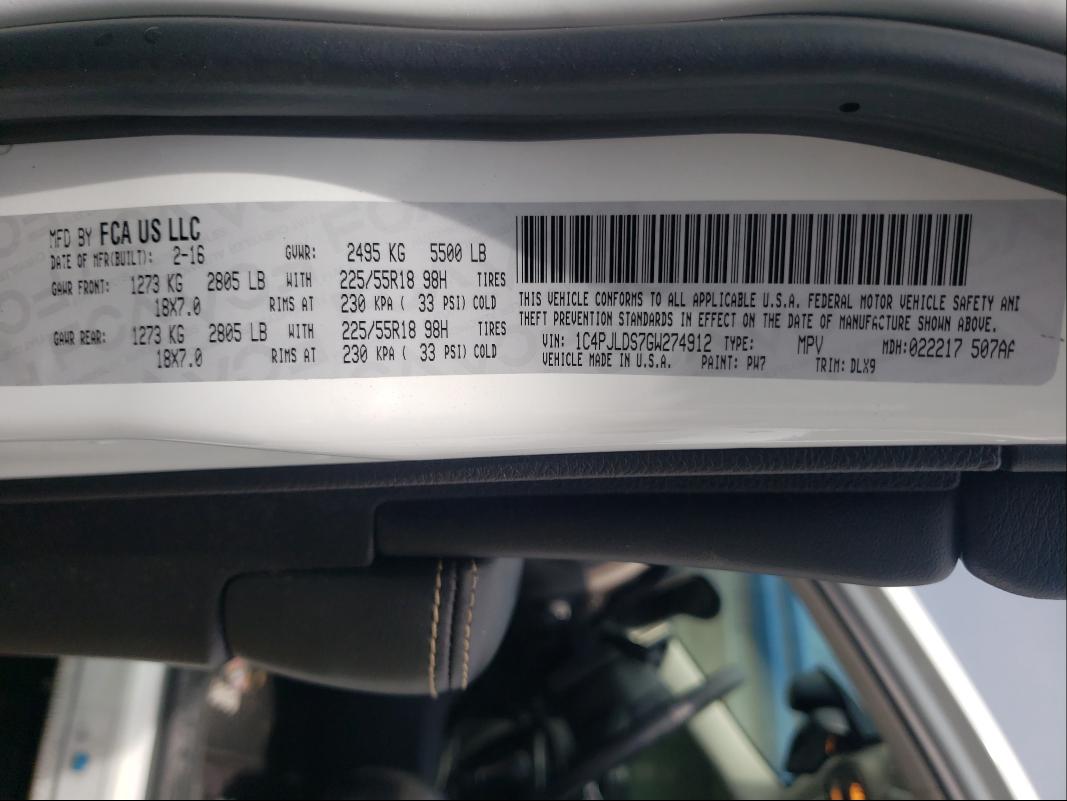 MFD BY FCA US LLC
DATE OF MFR(BUILT): 2-16 GVWR: 2495 KG 5500 LB
GAWR FRONT: 1273 KG 2805 LB WITH 225/55R18 98H TIRES
18X7.0 RIMS AT 230 KPA ( 33 PSI) COLD
GAWR REAR: 1273 KG 2805 LB WITH 225/55R18 98H TIRES
18X7.0 RIMS AT 230 KPA ( 33 PSI) COLD
THIS VEHICLE CONFORMS TO ALL APPLICABLE U.S.A. FEDERAL MOTOR VEHICLE SAFETY AND
THEFT PREVENTION STANDARDS IN EFFECT ON THE DATE OF MANUFACTURE SHOWN ABOVE.
VIN: 1C4PJLDS7GW274912 TYPE: MPV MDH:022217 507AF
VEHICLE MADE IN U.S.A. PAINT: PW7 TRIM: DLX9